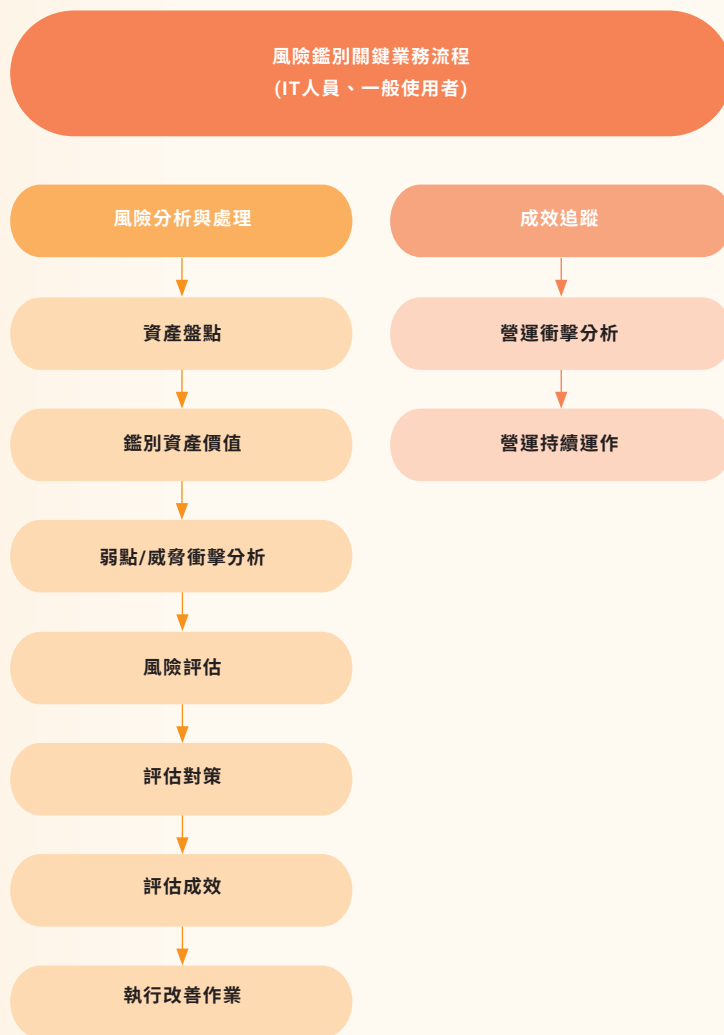 風險鑑別關鍵業務流程
(IT人員、一般使用者)
風險分析與處理
資產盤點
鑑別資產價值
弱點/威脅衝擊分析
風險評估
評估對策
評估成效
執行改善作業
成效追蹤
營運衝擊分析
營運持續運作